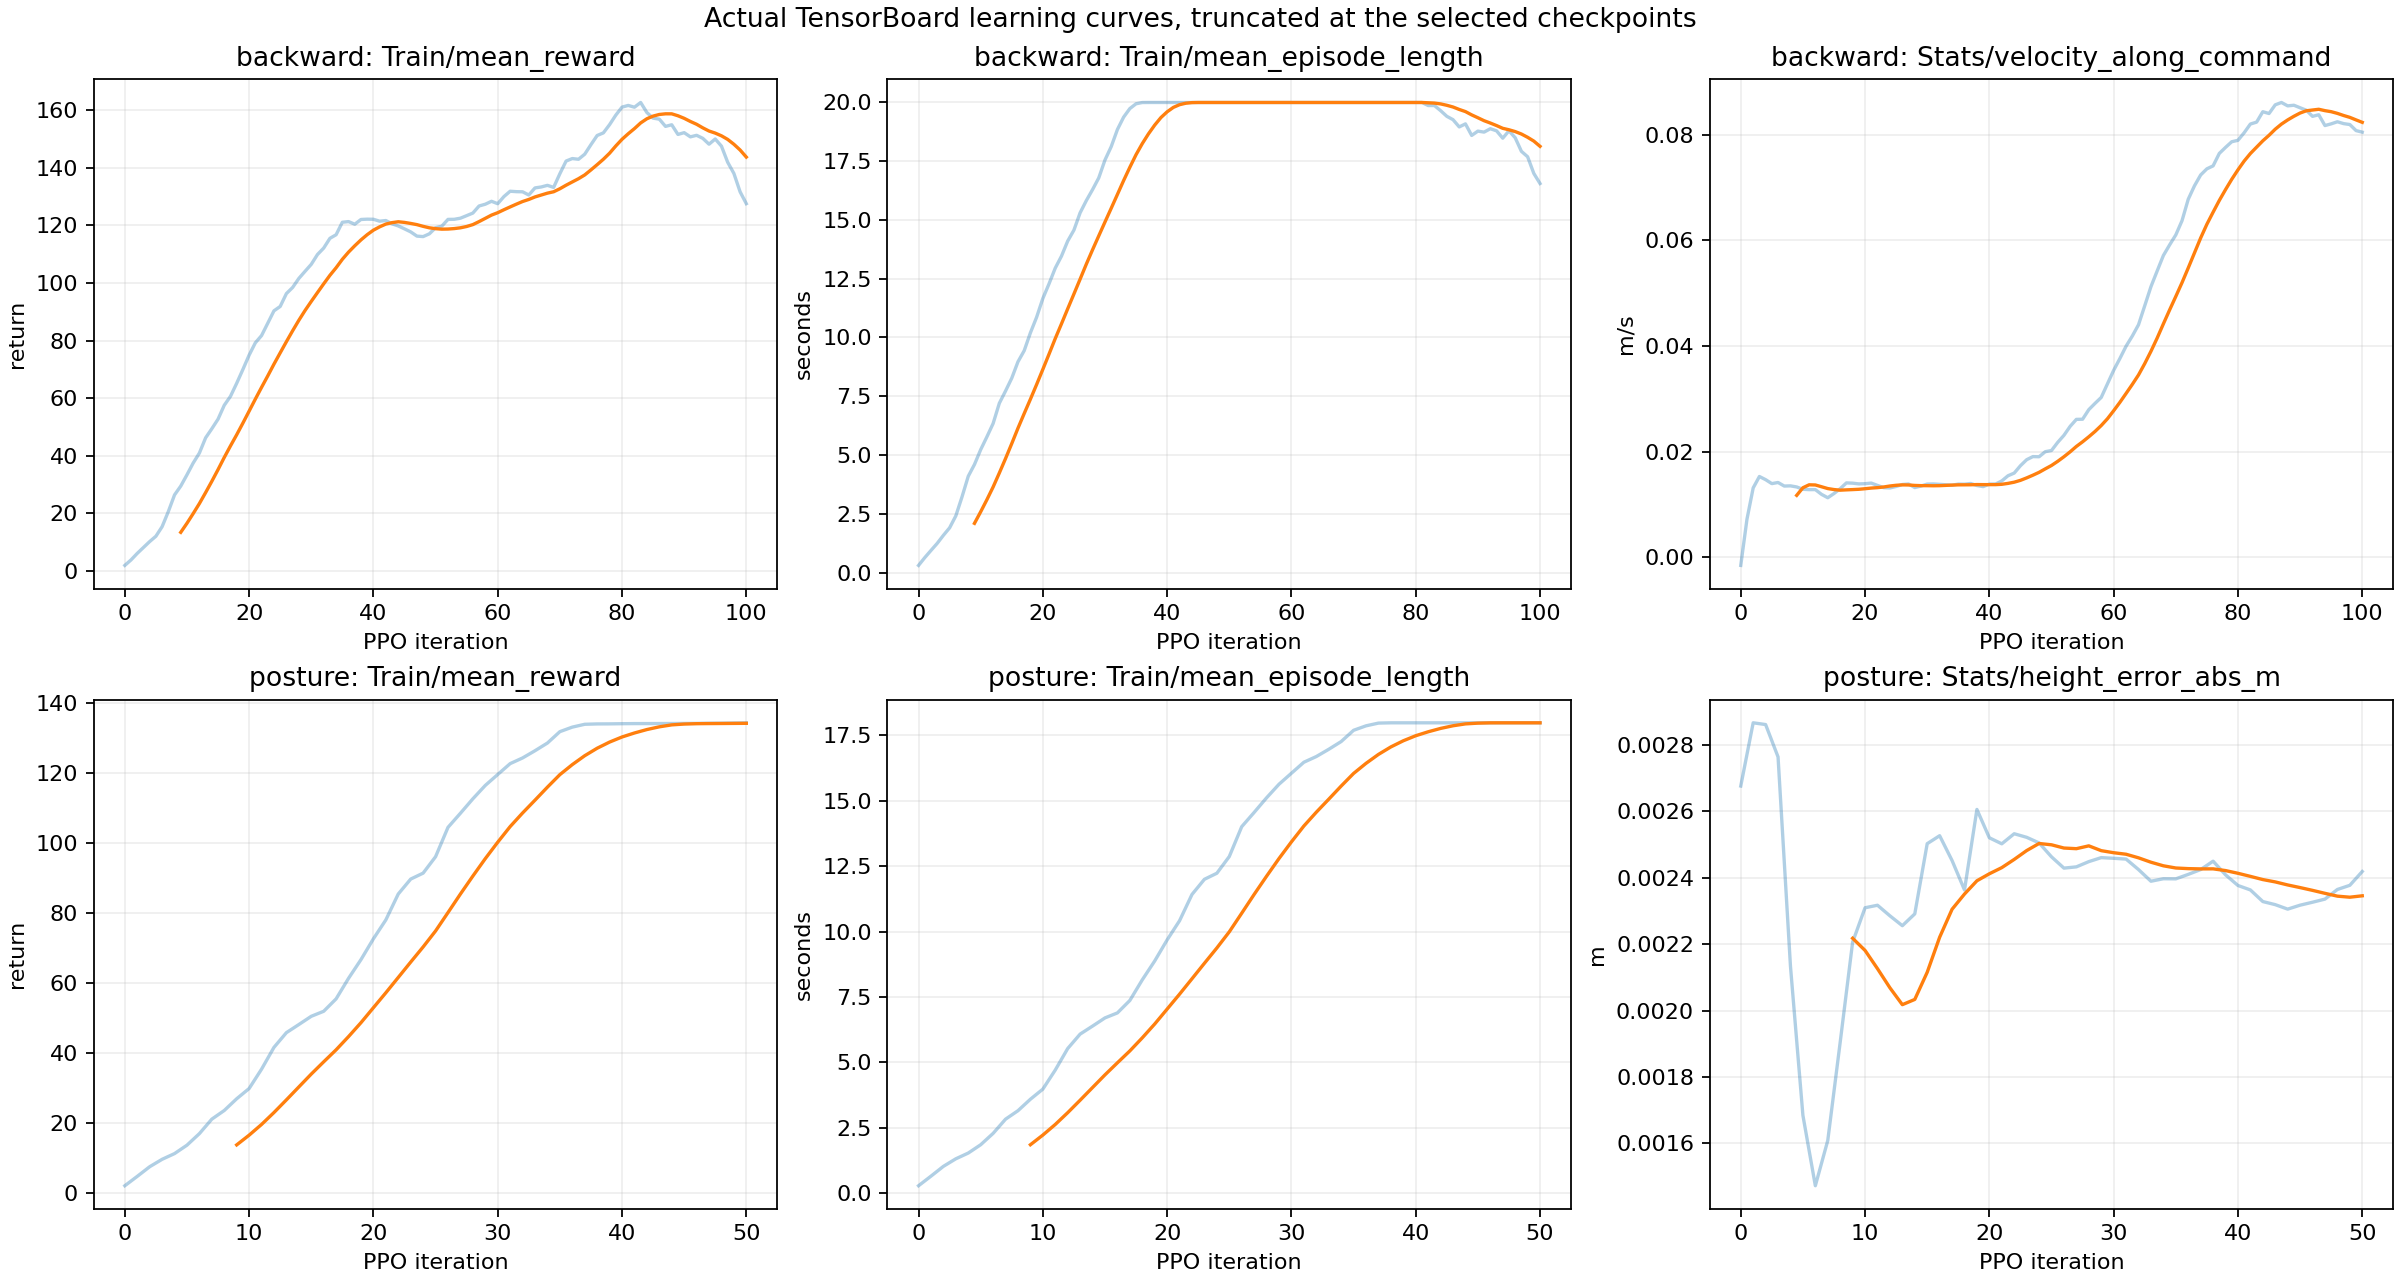 Actual TensorBoard learning curves, truncated at the selected checkpoints
backward: Train/mean_reward
return
160
140
120
100
80
60
40
20
0
0 20 40 60 80 100
PPO iteration
backward: Train/mean_episode_length
seconds
20.0
17.5
15.0
12.5
10.0
7.5
5.0
2.5
0.0
0 20 40 60 80 100
PPO iteration
backward: Stats/velocity_along_command
m/s
0.08
0.06
0.04
0.02
0.00
0 20 40 60 80 100
PPO iteration
posture: Train/mean_reward
return
140
120
100
80
60
40
20
0
0 10 20 30 40 50
PPO iteration
posture: Train/mean_episode_length
seconds
17.5
15.0
12.5
10.0
7.5
5.0
2.5
0.0
0 10 20 30 40 50
PPO iteration
posture: Stats/height_error_abs_m
m
0.0028
0.0026
0.0024
0.0022
0.0020
0.0018
0.0016
0 10 20 30 40 50
PPO iteration